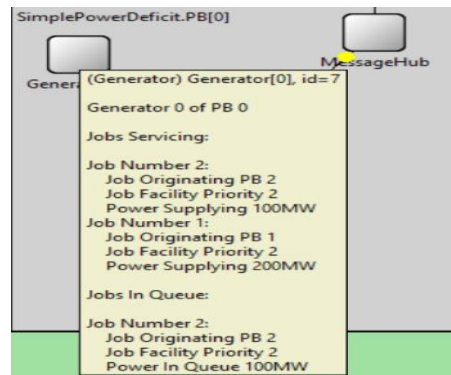 SimplePowerDeficit.PB[0]
MessageHub
Gener
(Generator) Generator[0], id=7
Generator 0 of PB 0
Jobs Servicing:
Job Number 2:
Job Originating PB 2
Job Facility Priority 2
Power Supplying 100MW
Job Number 1:
Job Originating PB 1
Job Facility Priority 2
Power Supplying 200MW
Jobs In Queue:
Job Number 2:
Job Originating PB 2
Job Facility Priority 2
Power In Queue 100MW